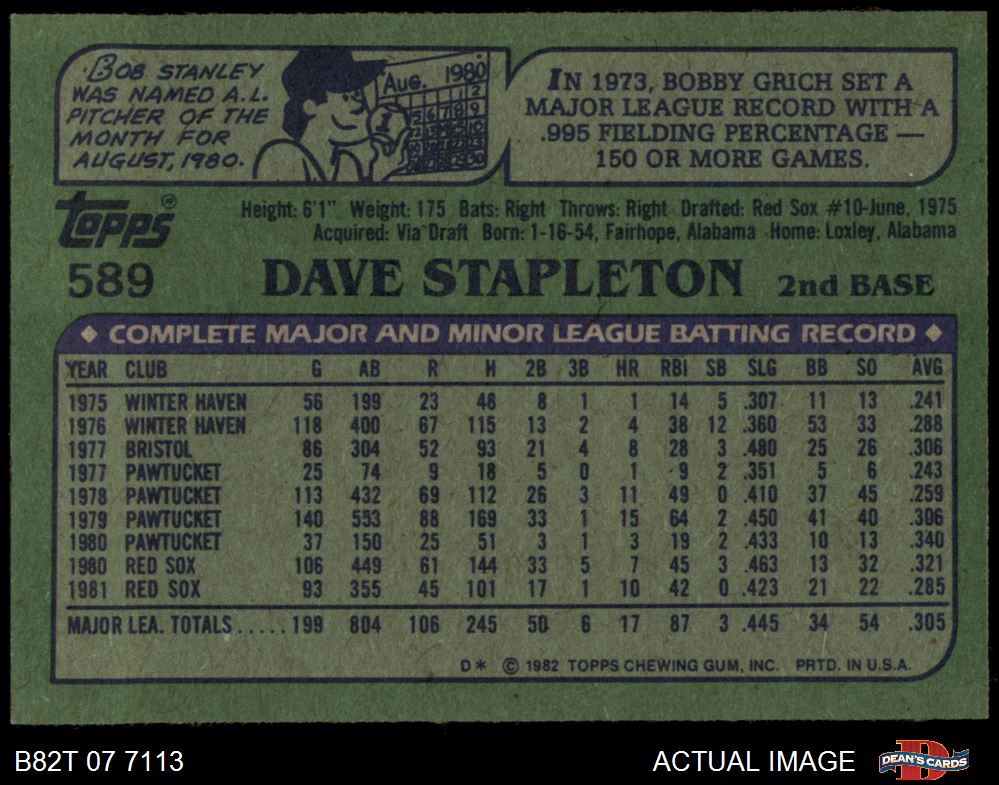 BOB STANLEY
WAS NAMED A.L.
PITCHER OF THE
MONTH FOR
AUGUST, 1980.
AUG. 1980
IN 1973, BOBBY GRICH SET A
MAJOR LEAGUE RECORD WITH A
.995 FIELDING PERCENTAGE —
150 OR MORE GAMES.
TOPPS®
Height: 6'1" Weight: 175 Bats: Right Throws: Right Drafted: Red Sox #10-June, 1975
Acquired: Via Draft Born: 1-16-54, Fairhope, Alabama Home: Loxley, Alabama
589 DAVE STAPLETON 2nd BASE
◆ COMPLETE MAJOR AND MINOR LEAGUE BATTING RECORD ◆
YEAR CLUB G AB R H 2B 3B HR RBI SB SLG BB SO AVG
1975 WINTER HAVEN 56 199 23 48 8 1 1 14 5 .307 11 13 .241
1976 WINTER HAVEN 118 400 67 115 13 2 4 38 12 .360 53 33 .288
1977 BRISTOL 86 304 52 93 21 4 8 28 3 .480 25 26 .306
1977 PAWTUCKET 25 74 9 18 5 0 1 9 2 .351 5 6 .243
1978 PAWTUCKET 113 432 69 112 26 3 11 49 0 .410 37 45 .259
1979 PAWTUCKET 140 553 88 169 33 1 15 64 2 .450 41 40 .306
1980 PAWTUCKET 37 150 25 51 3 1 3 19 2 .433 10 13 .340
1980 RED SOX 106 449 61 144 33 5 7 45 3 .463 13 32 .321
1981 RED SOX 93 355 45 101 17 1 10 42 0 .423 21 22 .285
MAJOR LEA. TOTALS..... 199 804 106 245 50 6 17 87 3 .445 34 54 .305
D* © 1982 TOPPS CHEWING GUM, INC. PRTD. IN U.S.A.
B82T 07 7113 ACTUAL IMAGE DEAN'S CARDS